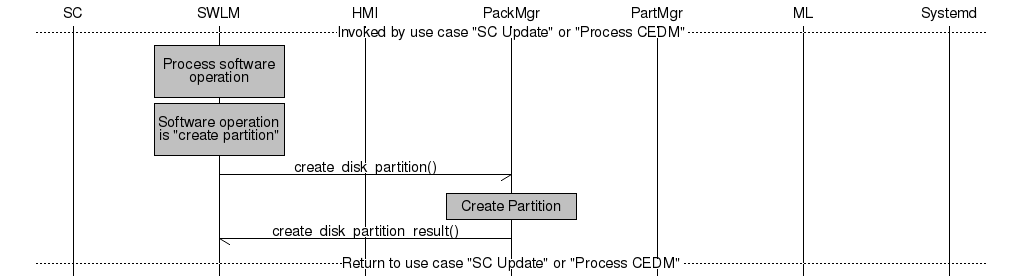 SC SWLM HMI PackMgr PartMgr ML Systemd
Invoked by use case "SC Update" or "Process CEDM"
Process software
operation
Software operation
is "create partition"
create_disk_partition()
Create Partition
create_disk_partition_result()
Return to use case "SC Update" or "Process CEDM"